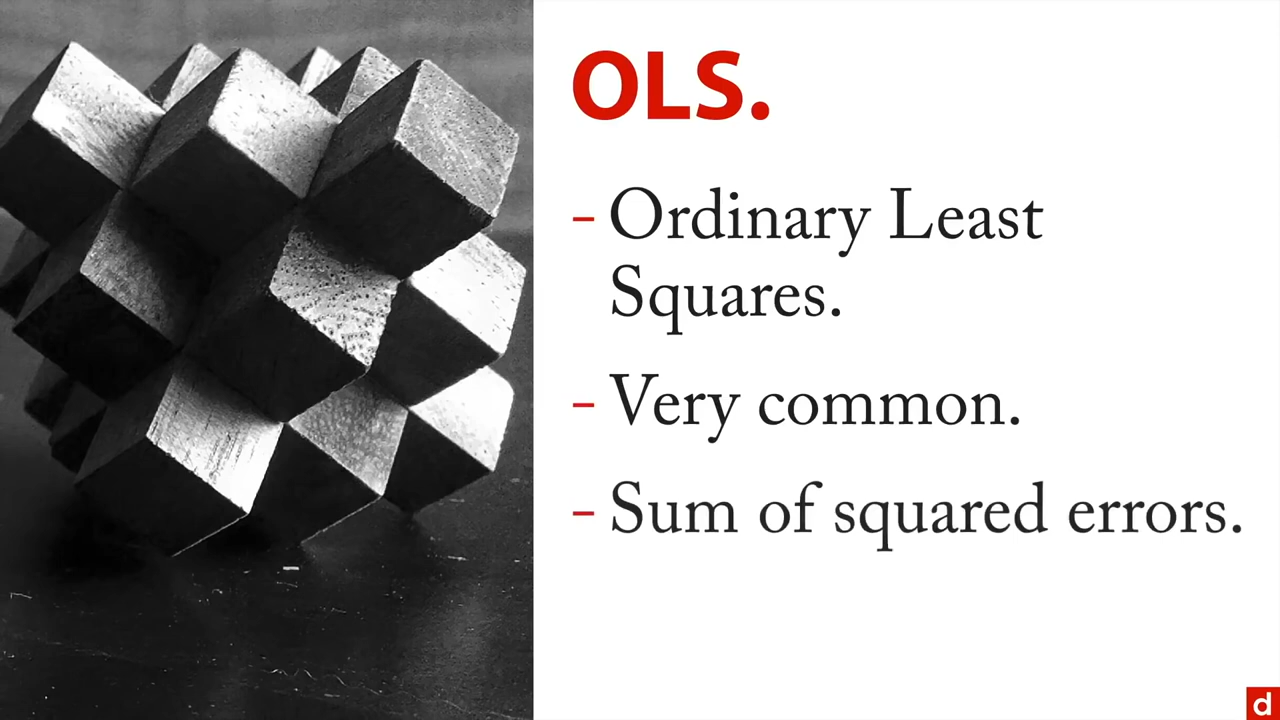 OLS.
- Ordinary Least
Squares.
- Very common.
- Sum of squared errors.
d